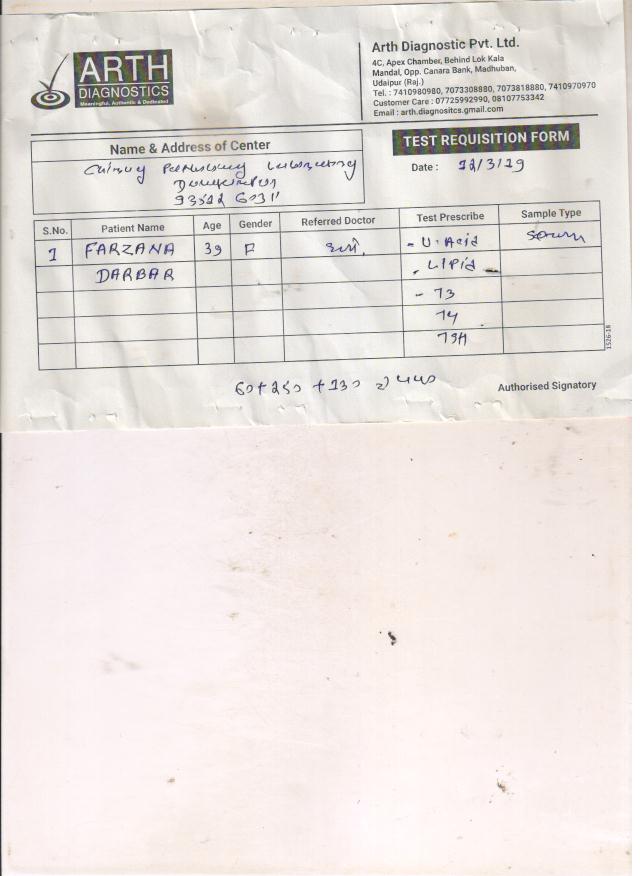 ARTH
DIAGNOSTICS
Meaningful, Authentic & Dedicated
Arth Diagnostic Pvt. Ltd.
4C, Apex Chamber, Behind Lok Kala
Mandal, Opp. Canara Bank, Madhuban,
Udaipur (Raj.)
Tel. : 7410980980, 7073308880, 7073818880, 7410970970
Customer Care : 07725992990, 08107753342
Email : arth.diagnositcs.gmail.com
Name & Address of Center
TEST REQUISITION FORM
Date : 12/3/19
S.No. Patient Name Age Gender Referred Doctor Test Prescribe Sample Type
1 FARZANA 39 F - U. Acid
DARBAR - LIPid
- T3
T4
TSH
1526-18
60+250 +130
Authorised Signatory